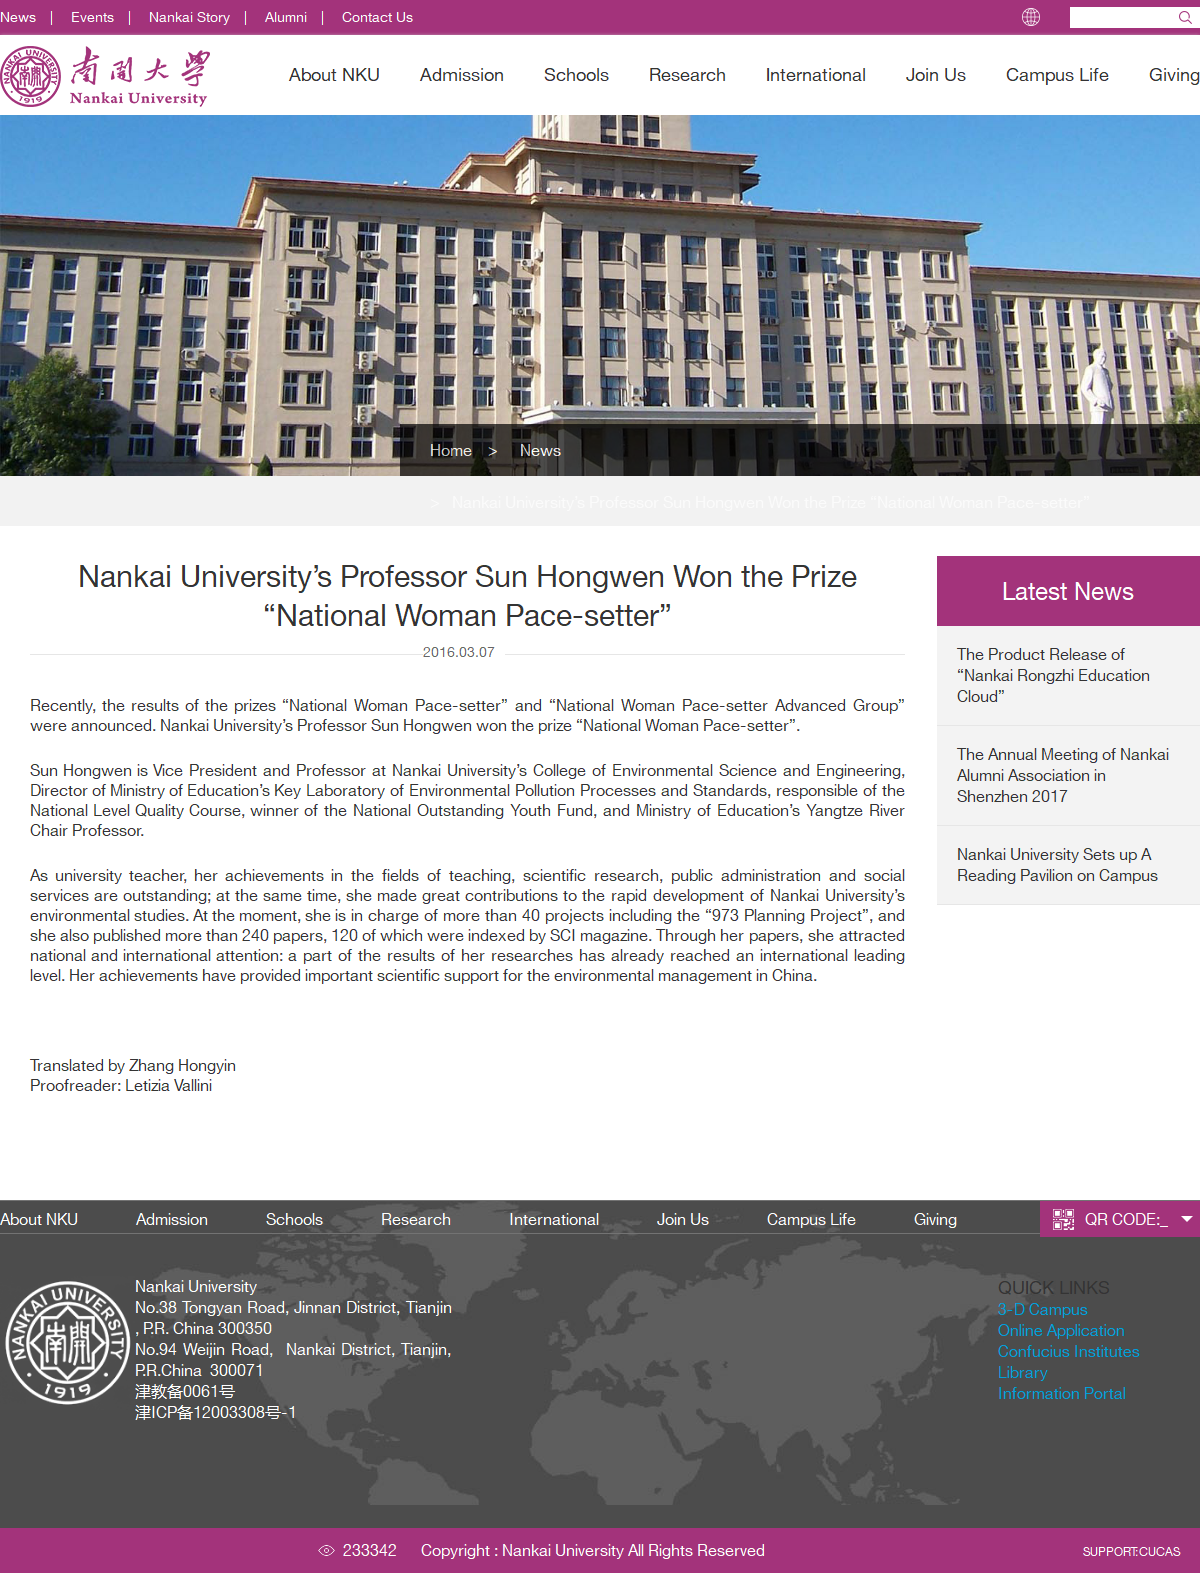 News | Events | Nankai Story | Alumni | Contact Us
NANKAI UNIVERSITY
南開
1919
南開大學
Nankai University
About NKU Admission Schools Research International Join Us Campus Life Giving
Home > News
> Nankai University’s Professor Sun Hongwen Won the Prize “National Woman Pace-setter”
Nankai University’s Professor Sun Hongwen Won the Prize
“National Woman Pace-setter”
2016.03.07
Recently, the results of the prizes “National Woman Pace-setter” and “National Woman Pace-setter Advanced Group”
were announced. Nankai University’s Professor Sun Hongwen won the prize “National Woman Pace-setter”.
Sun Hongwen is Vice President and Professor at Nankai University’s College of Environmental Science and Engineering,
Director of Ministry of Education’s Key Laboratory of Environmental Pollution Processes and Standards, responsible of the
National Level Quality Course, winner of the National Outstanding Youth Fund, and Ministry of Education’s Yangtze River
Chair Professor.
As university teacher, her achievements in the fields of teaching, scientific research, public administration and social
services are outstanding; at the same time, she made great contributions to the rapid development of Nankai University’s
environmental studies. At the moment, she is in charge of more than 40 projects including the “973 Planning Project”, and
she also published more than 240 papers, 120 of which were indexed by SCI magazine. Through her papers, she attracted
national and international attention: a part of the results of her researches has already reached an international leading
level. Her achievements have provided important scientific support for the environmental management in China.
Translated by Zhang Hongyin
Proofreader: Letizia Vallini
Latest News
The Product Release of
“Nankai Rongzhi Education
Cloud”
The Annual Meeting of Nankai
Alumni Association in
Shenzhen 2017
Nankai University Sets up A
Reading Pavilion on Campus
About NKU Admission Schools Research International Join Us Campus Life Giving
QR CODE:_
NANKAI UNIVERSITY
南開
1919
Nankai University
No.38 Tongyan Road, Jinnan District, Tianjin
, P.R. China 300350
No.94 Weijin Road, Nankai District, Tianjin,
P.R.China 300071
津教备0061号
津ICP备12003308号-1
QUICK LINKS
3-D Campus
Online Application
Confucius Institutes
Library
Information Portal
233342 Copyright : Nankai University All Rights Reserved
SUPPORT:CUCAS